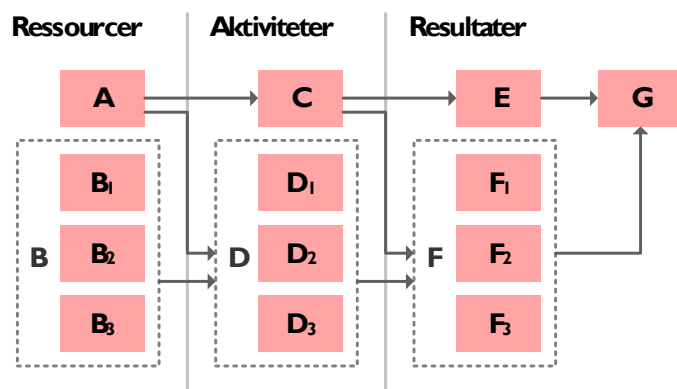 Ressourcer Aktiviteter Resultater
A C E G
B₁ D₁ F₁
B B₂ D D₂ F F₂
B₃ D₃ F₃